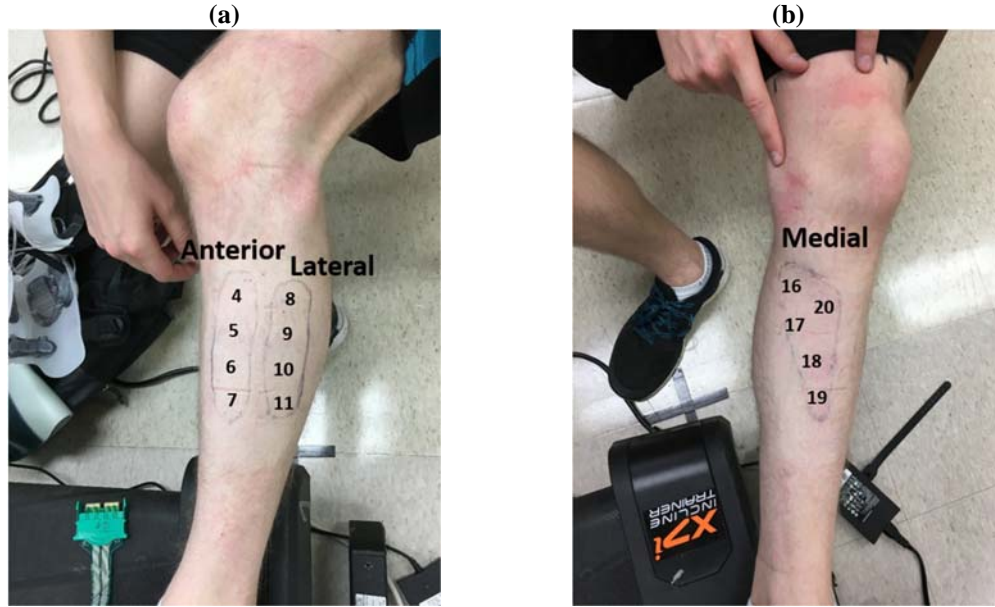 (a)
(b)
Anterior
Lateral
4
8
5
9
6
10
7
11
Medial
16
20
17
18
19
X7i
INCLINE
TRAINER